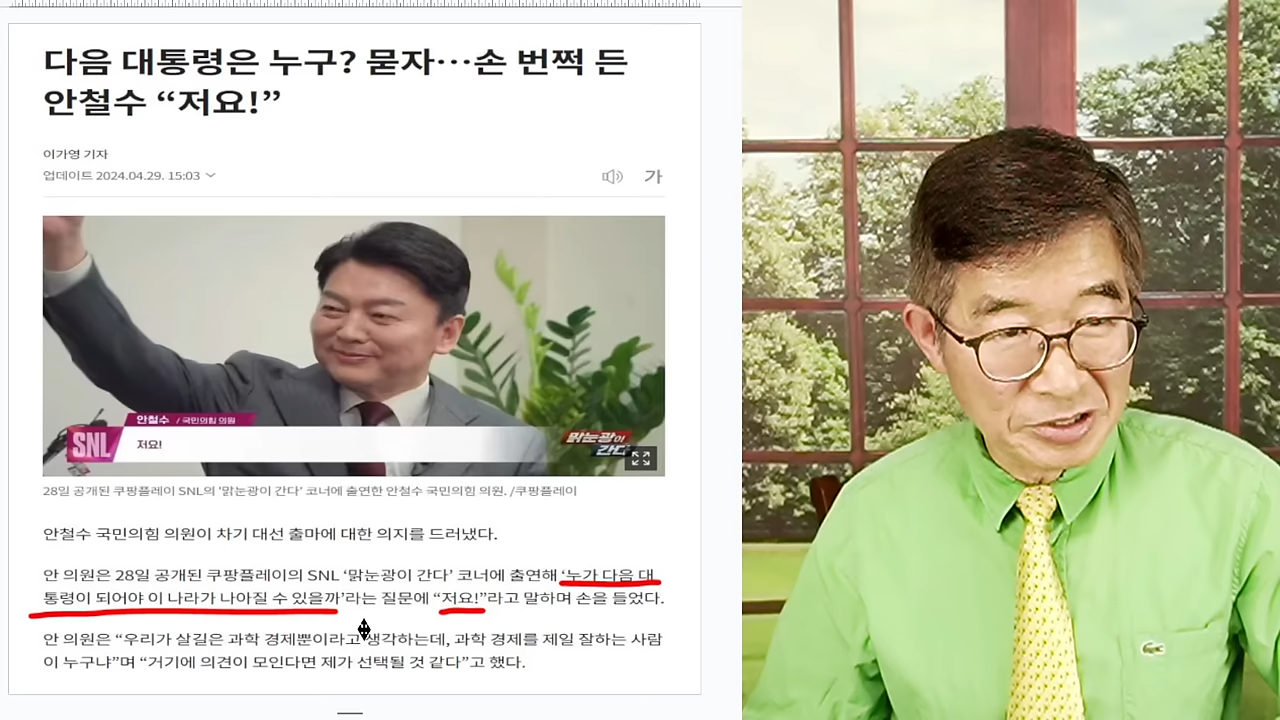 다음 대통령은 누구? 묻자…손 번쩍 든
안철수 “저요!”
이가영 기자
업데이트 2024.04.29. 15:03
가
안철수 / 국민의힘 의원
SNL
저요!
맑눈광이
간다
28일 공개된 쿠팡플레이 SNL의 '맑눈광이 간다' 코너에 출연한 안철수 국민의힘 의원. /쿠팡플레이
안철수 국민의힘 의원이 차기 대선 출마에 대한 의지를 드러냈다.
안 의원은 28일 공개된 쿠팡플레이의 SNL ‘맑눈광이 간다’ 코너에 출연해 ‘누가 다음 대
통령이 되어야 이 나라가 나아질 수 있을까’라는 질문에 “저요!”라고 말하며 손을 들었다.
안 의원은 “우리가 살길은 과학 경제뿐이라고 생각하는데, 과학 경제를 제일 잘하는 사람
이 누구냐”며 “거기에 의견이 모인다면 제가 선택될 것 같다”고 했다.